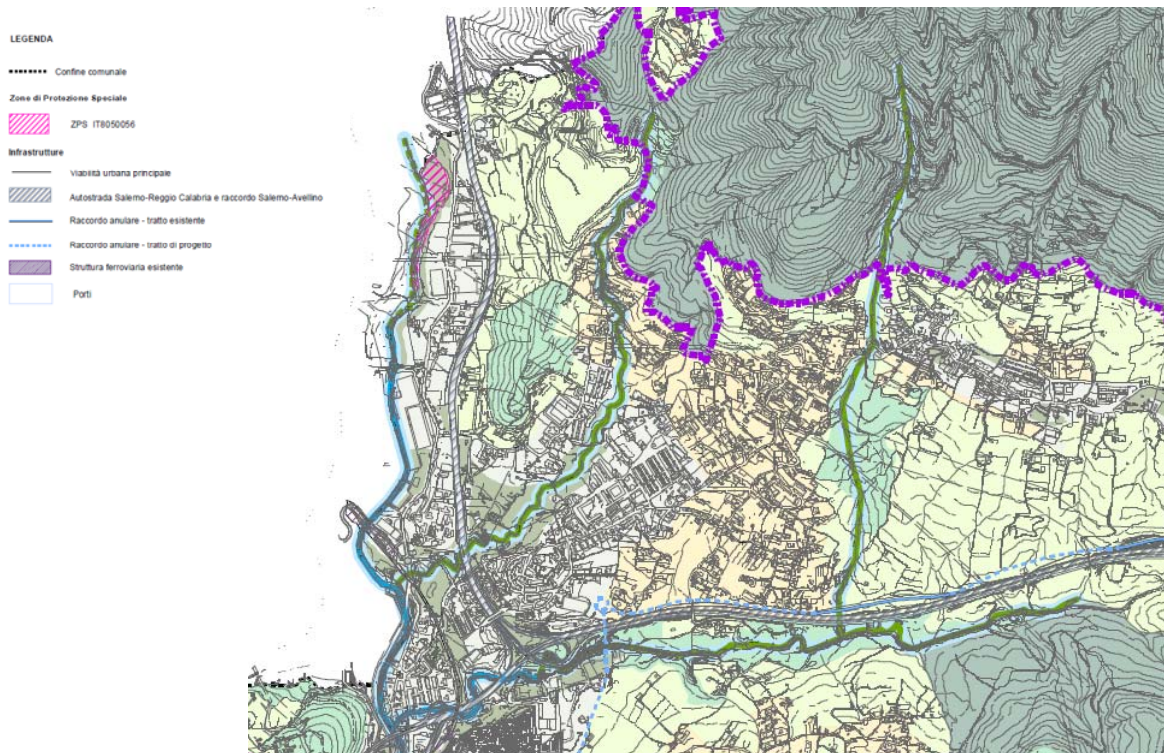 LEGENDA
Confine comunale
Zone di Protezione Speciale
ZPS IT8050056
Infrastrutture
Viabilità urbana principale
Autostrada Salerno-Reggio Calabria e raccordo Salerno-Avellino
Raccordo anulare - tratto esistente
Raccordo anulare - tratto di progetto
Struttura ferroviaria esistente
Porti